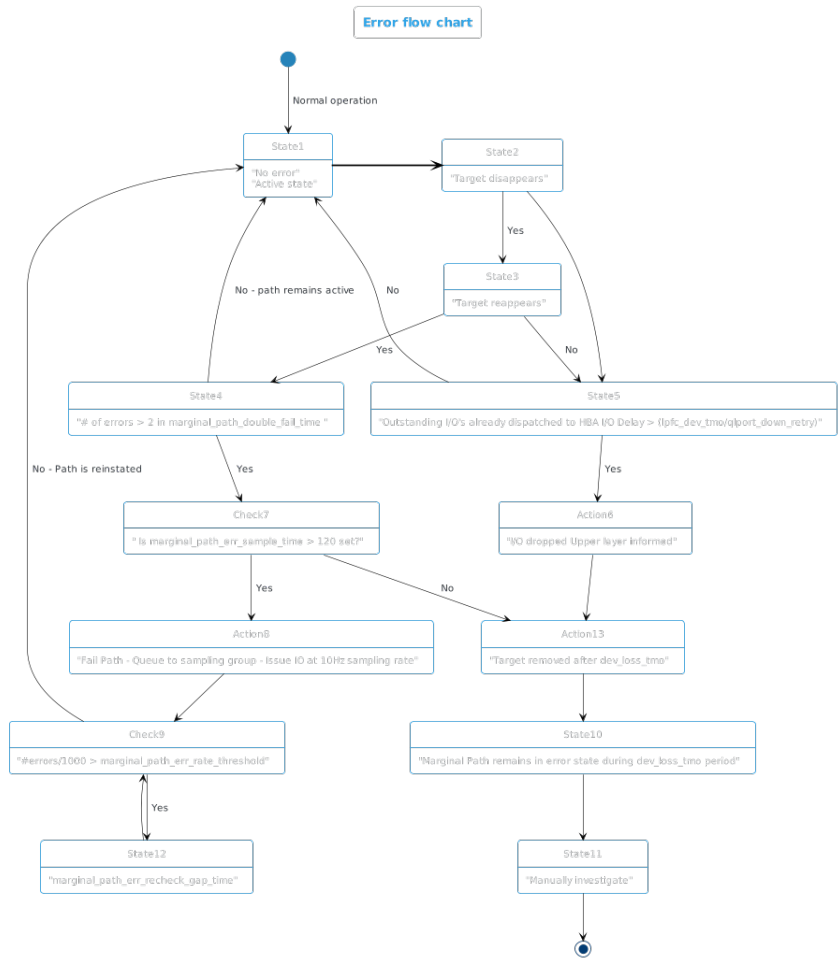 Error flow chart
Normal operation
State1
"No error"
"Active state"
State2
"Target disappears"
Yes
State3
"Target reappears"
No - path remains active
No
Yes
No
State4
"# of errors > 2 in marginal_path_double_fail_time "
State5
"Outstanding I/O's already dispatched to HBA I/O Delay > (lpfc_dev_tmo/qlport_down_retry)"
No - Path is reinstated
Yes
Yes
Check7
" Is marginal_path_err_sample_time > 120 set?"
Action6
"I/O dropped Upper layer informed"
Yes
No
Action8
"Fail Path - Queue to sampling group - Issue IO at 10Hz sampling rate"
Action13
"Target removed after dev_loss_tmo"
Check9
"#errors/1000 > marginal_path_err_rate_threshold"
State10
"Marginal Path remains in error state during dev_loss_tmo period"
Yes
State12
"marginal_path_err_recheck_gap_time"
State11
"Manually investigate"